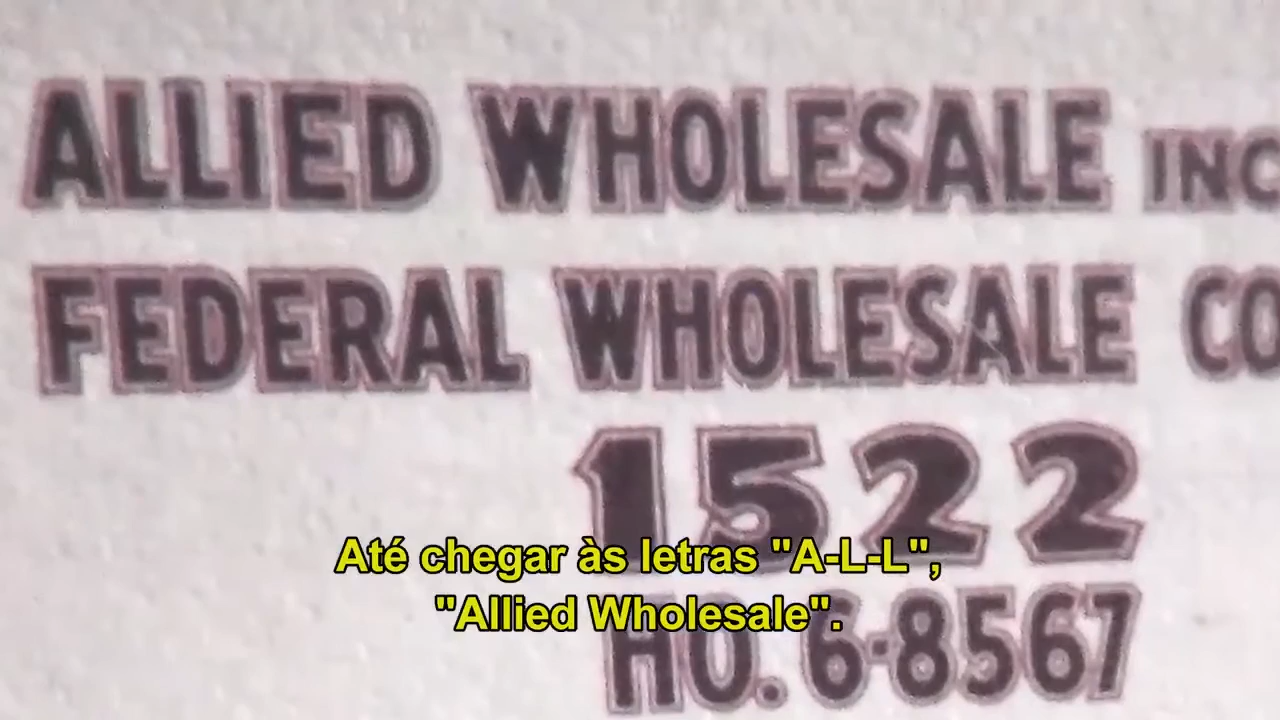 ALLIED WHOLESALE INC
FEDERAL WHOLESALE CO
1522
Até chegar às letras "A-L-L",
"Allied Wholesale".
HO. 6-8567